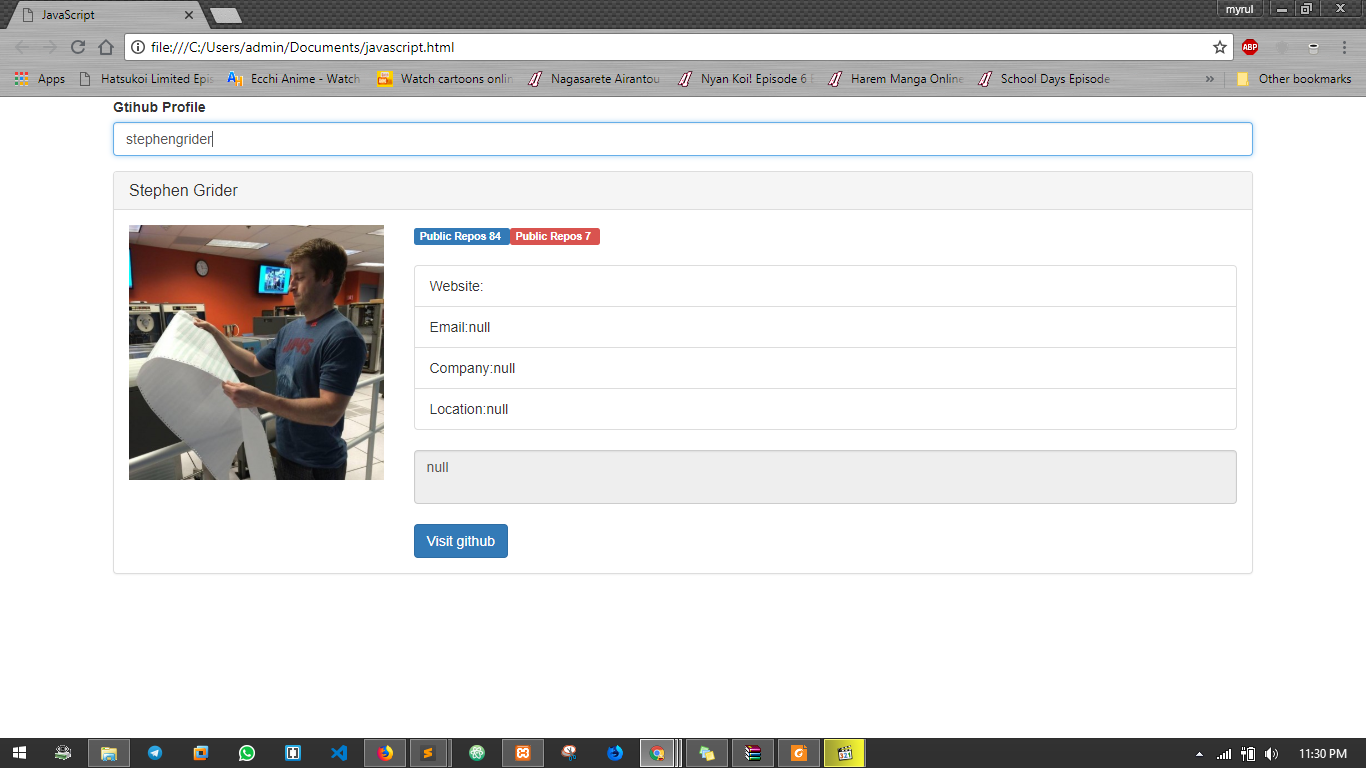 JavaScript
myrul
file:///C:/Users/admin/Documents/javascript.html
ABP
Apps
Hatsukoi Limited Epis
Ecchi Anime - Watch
Watch cartoons onlin
Nagasarete Airantou
Nyan Koi! Episode 6
Harem Manga Online
School Days Episode
»
Other bookmarks
Gtihub Profile
stephengrider
Stephen Grider
Public Repos 84
Public Repos 7
Website:
Email:null
Company:null
Location:null
null
Visit github
11:30 PM